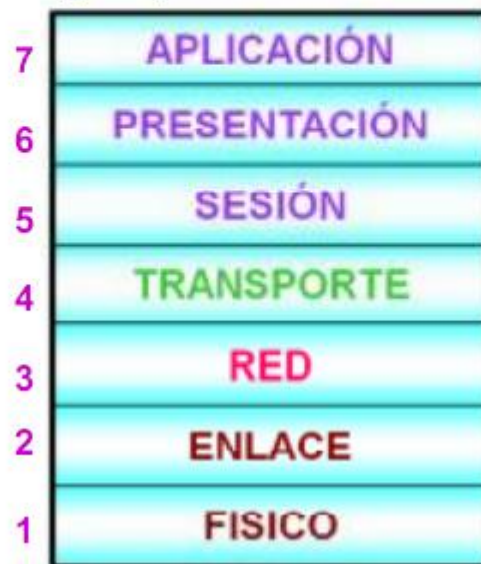 7 APLICACIÓN
6 PRESENTACIÓN
5 SESIÓN
4 TRANSPORTE
3 RED
2 ENLACE
1 FISICO